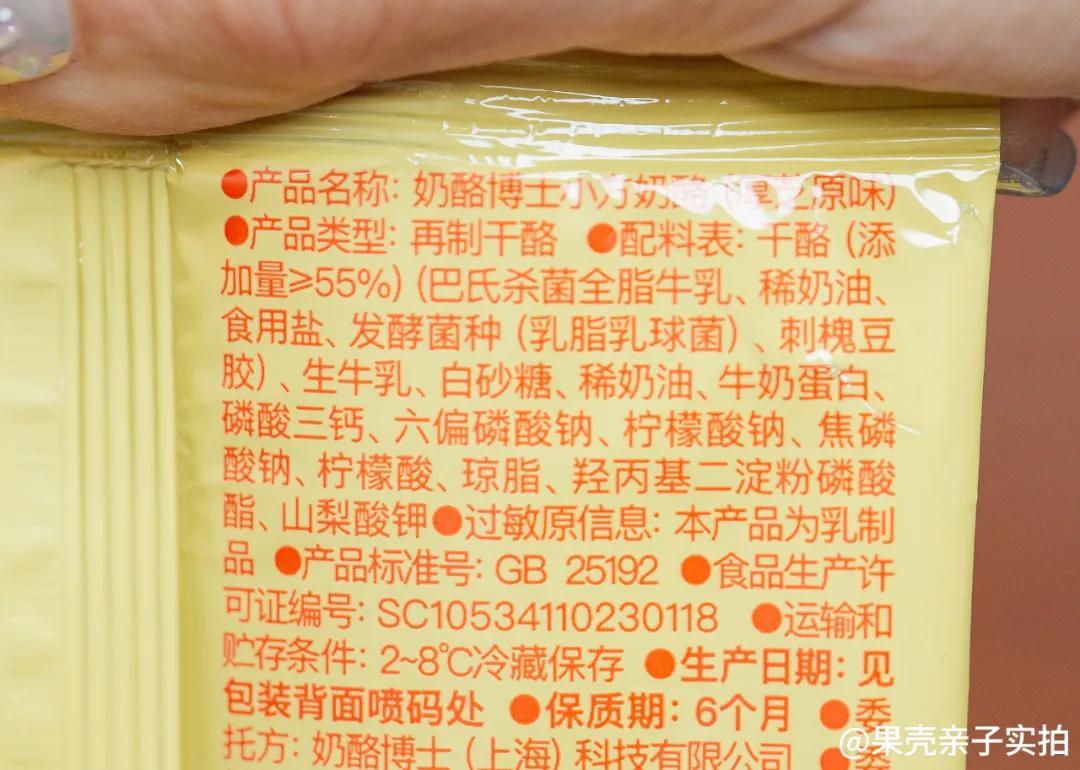 ●产品名称: 奶酪博士小方奶酪 (厚芝原味)
●产品类型: 再制干酪 ●配料表: 干酪 (添
加量≥55%) (巴氏杀菌全脂牛乳、稀奶油、
食用盐、发酵菌种 (乳脂乳球菌) 、刺槐豆
胶) 、生牛乳、白砂糖、稀奶油、牛奶蛋白、
磷酸三钙、六偏磷酸钠、柠檬酸钠、焦磷
酸钠、柠檬酸、琼脂、羟丙基二淀粉磷酸
酯、山梨酸钾●过敏原信息: 本产品为乳制
品 ●产品标准号: GB 25192 ●食品生产许
可证编号: SC10534110230118 ●运输和
贮存条件: 2~8℃冷藏保存 ●生产日期: 见
包装背面喷码处 ●保质期: 6个月 ●委
托方: 奶酪博士 (上海) 科技有限公司
@果壳亲子实拍